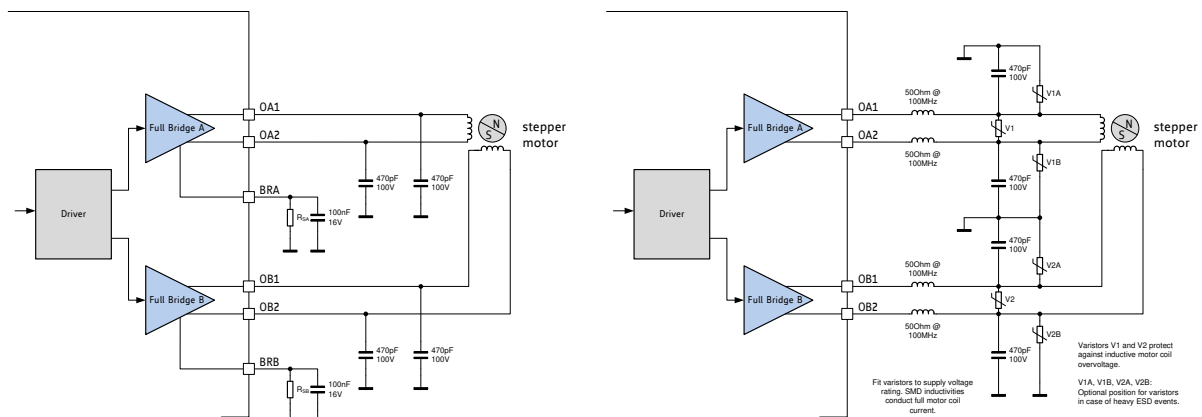 Driver
Full Bridge A
Full Bridge B
OA1
OA2
BRA
OB1
OB2
BRB
RSA
100nF
16V
470pF
100V
470pF
100V
RSB
100nF
16V
470pF
100V
470pF
100V
N
S
stepper
motor
Driver
Full Bridge A
Full Bridge B
OA1
OA2
OB1
OB2
50Ohm @
100MHz
50Ohm @
100MHz
50Ohm @
100MHz
50Ohm @
100MHz
470pF
100V
V1A
V1
V1B
470pF
100V
470pF
100V
V2A
V2
V2B
470pF
100V
N
S
stepper
motor
Fit varistors to supply voltage
rating. SMD inductivities
conduct full motor coil
current.
Varistors V1 and V2 protect
against inductive motor coil
overvoltage.
V1A, V1B, V2A, V2B:
Optional position for varistors
in case of heavy ESD events.